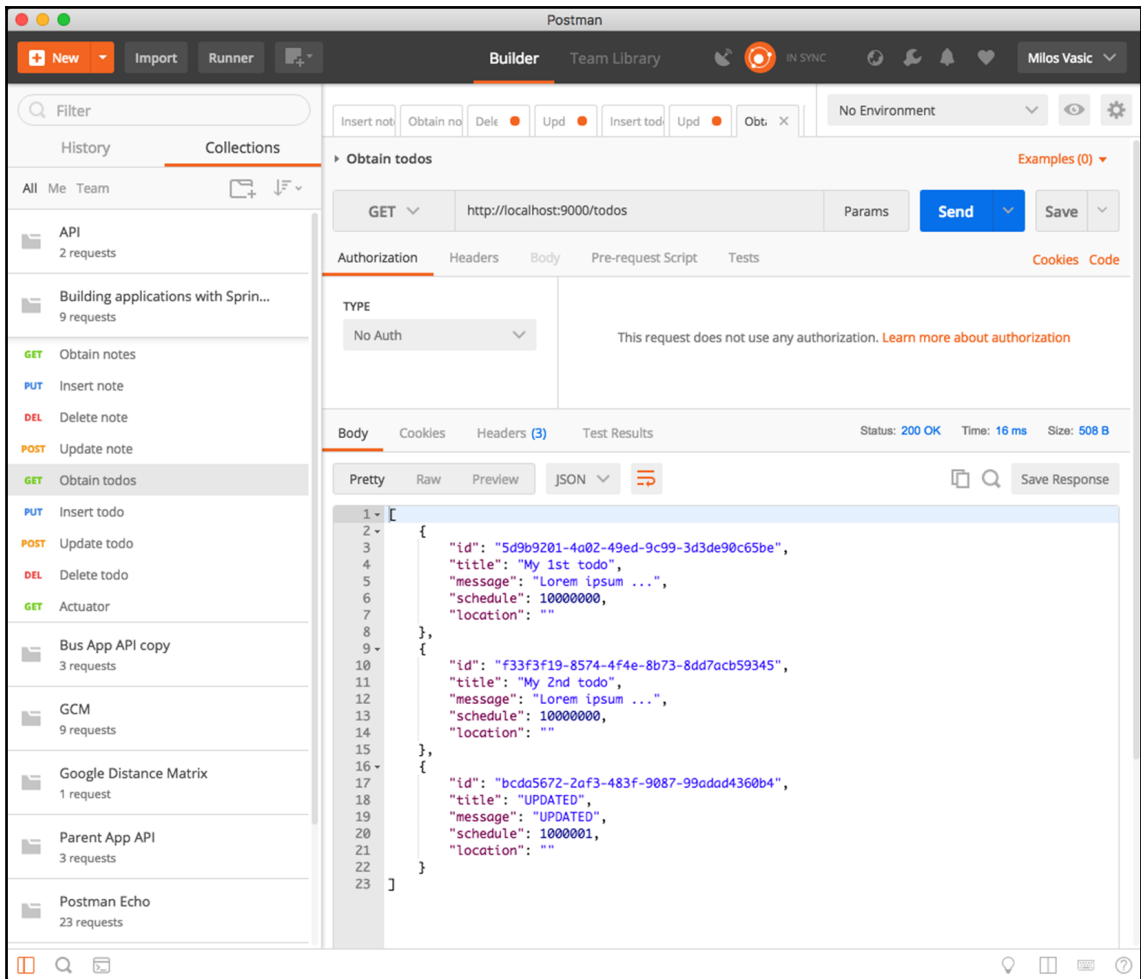 Postman
New Import Runner Builder Team Library IN SYNC Milos Vasic
Filter
History Collections
All Me Team
API
2 requests
Building applications with Sprin...
9 requests
GET Obtain notes
PUT Insert note
DEL Delete note
POST Update note
GET Obtain todos
PUT Insert todo
POST Update todo
DEL Delete todo
GET Actuator
Bus App API copy
3 requests
GCM
9 requests
Google Distance Matrix
1 request
Parent App API
3 requests
Postman Echo
23 requests
Insert not Obtain no Dele Upd Insert tod Upd Obt
No Environment
Obtain todos Examples (0)
GET http://localhost:9000/todos Params Send Save
Authorization Headers Body Pre-request Script Tests Cookies Code
TYPE
No Auth
This request does not use any authorization. Learn more about authorization
Body Cookies Headers (3) Test Results Status: 200 OK Time: 16 ms Size: 508 B
Pretty Raw Preview JSON Save Response
1 [
2 {
3 "id": "5d9b9201-4a02-49ed-9c99-3d3de90c65be",
4 "title": "My 1st todo",
5 "message": "Lorem ipsum ...",
6 "schedule": 10000000,
7 "location": ""
8 },
9 {
10 "id": "f33f3f19-8574-4f4e-8b73-8dd7acb59345",
11 "title": "My 2nd todo",
12 "message": "Lorem ipsum ...",
13 "schedule": 10000000,
14 "location": ""
15 },
16 {
17 "id": "bcda5672-2af3-483f-9087-99adad4360b4",
18 "title": "UPDATED",
19 "message": "UPDATED",
20 "schedule": 1000001,
21 "location": ""
22 }
23 ]